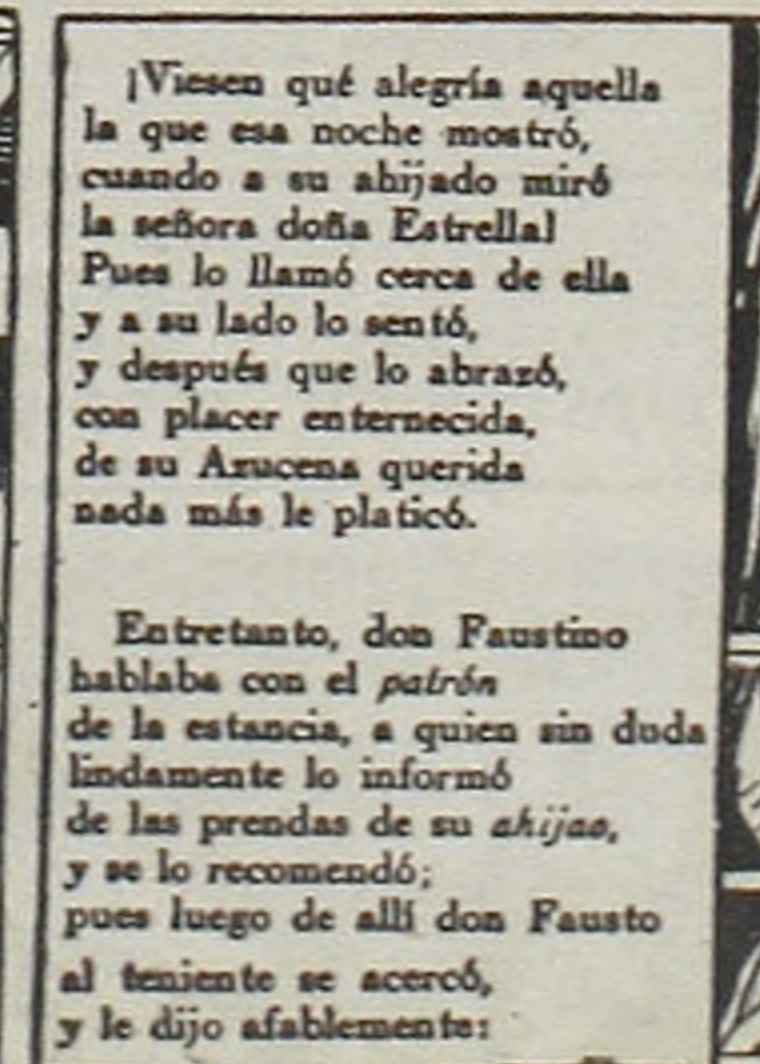 ¡Viesen qué alegría aquella
la que esa noche mostró,
cuando a su ahijado miró
la señora doña Estrella!
Pues lo llamó cerca de ella
y a su lado lo sentó,
y después que lo abrazó,
con placer enternecida,
de su Azucena querida
nada más le platicó.
Entretanto, don Faustino
hablaba con el patrón
de la estancia, a quien sin duda
lindamente lo informó
de las prendas de su ahijao,
y se lo recomendó;
pues luego de allí don Fausto
al teniente se acercó,
y le dijo afablemente: